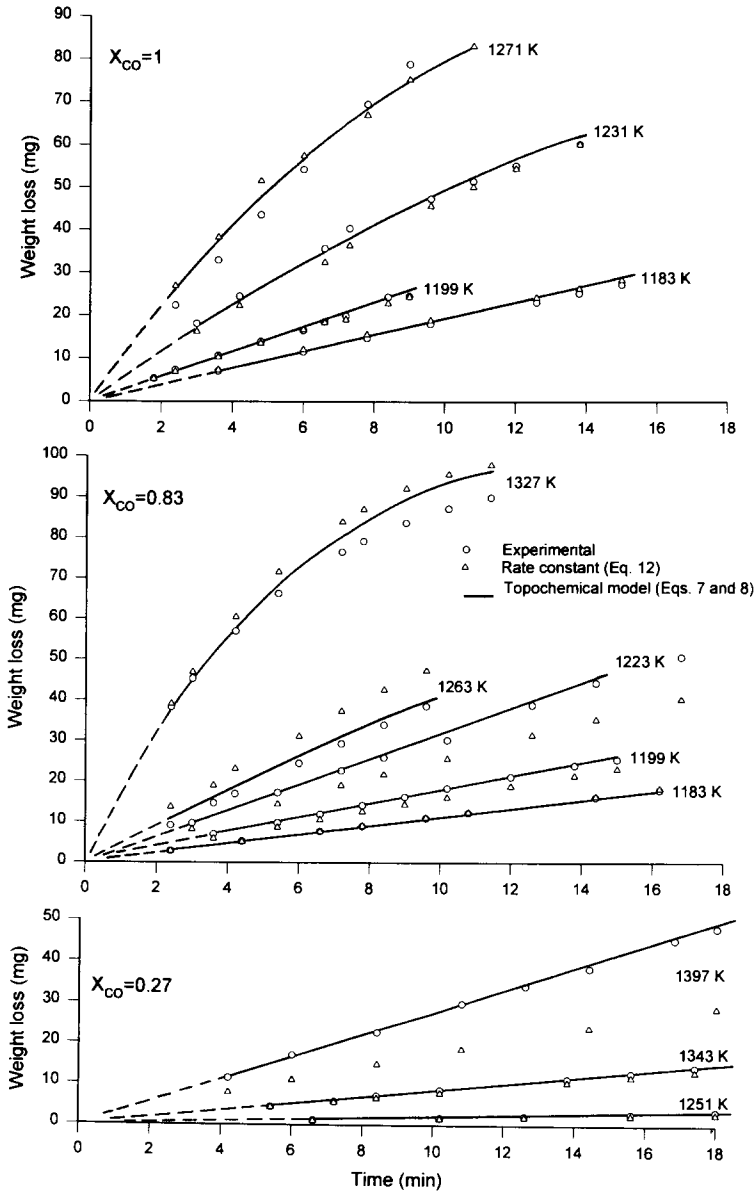 90
80
70
60
50
40
30
20
10
0
Weight loss (mg)
X_CO=1
1271 K
1231 K
1199 K
1183 K
0 2 4 6 8 10 12 14 16 18
100
90
80
70
60
50
40
30
20
10
0
Weight loss (mg)
X_CO=0.83
1327 K
Experimental
Rate constant (Eq. 12)
Topochemical model (Eqs. 7 and 8)
1263 K
1223 K
1199 K
1183 K
0 2 4 6 8 10 12 14 16 18
50
40
30
20
10
0
Weight loss (mg)
X_CO=0.27
1397 K
1343 K
1251 K
2 4 6 8 10 12 14 16 18
Time (min)